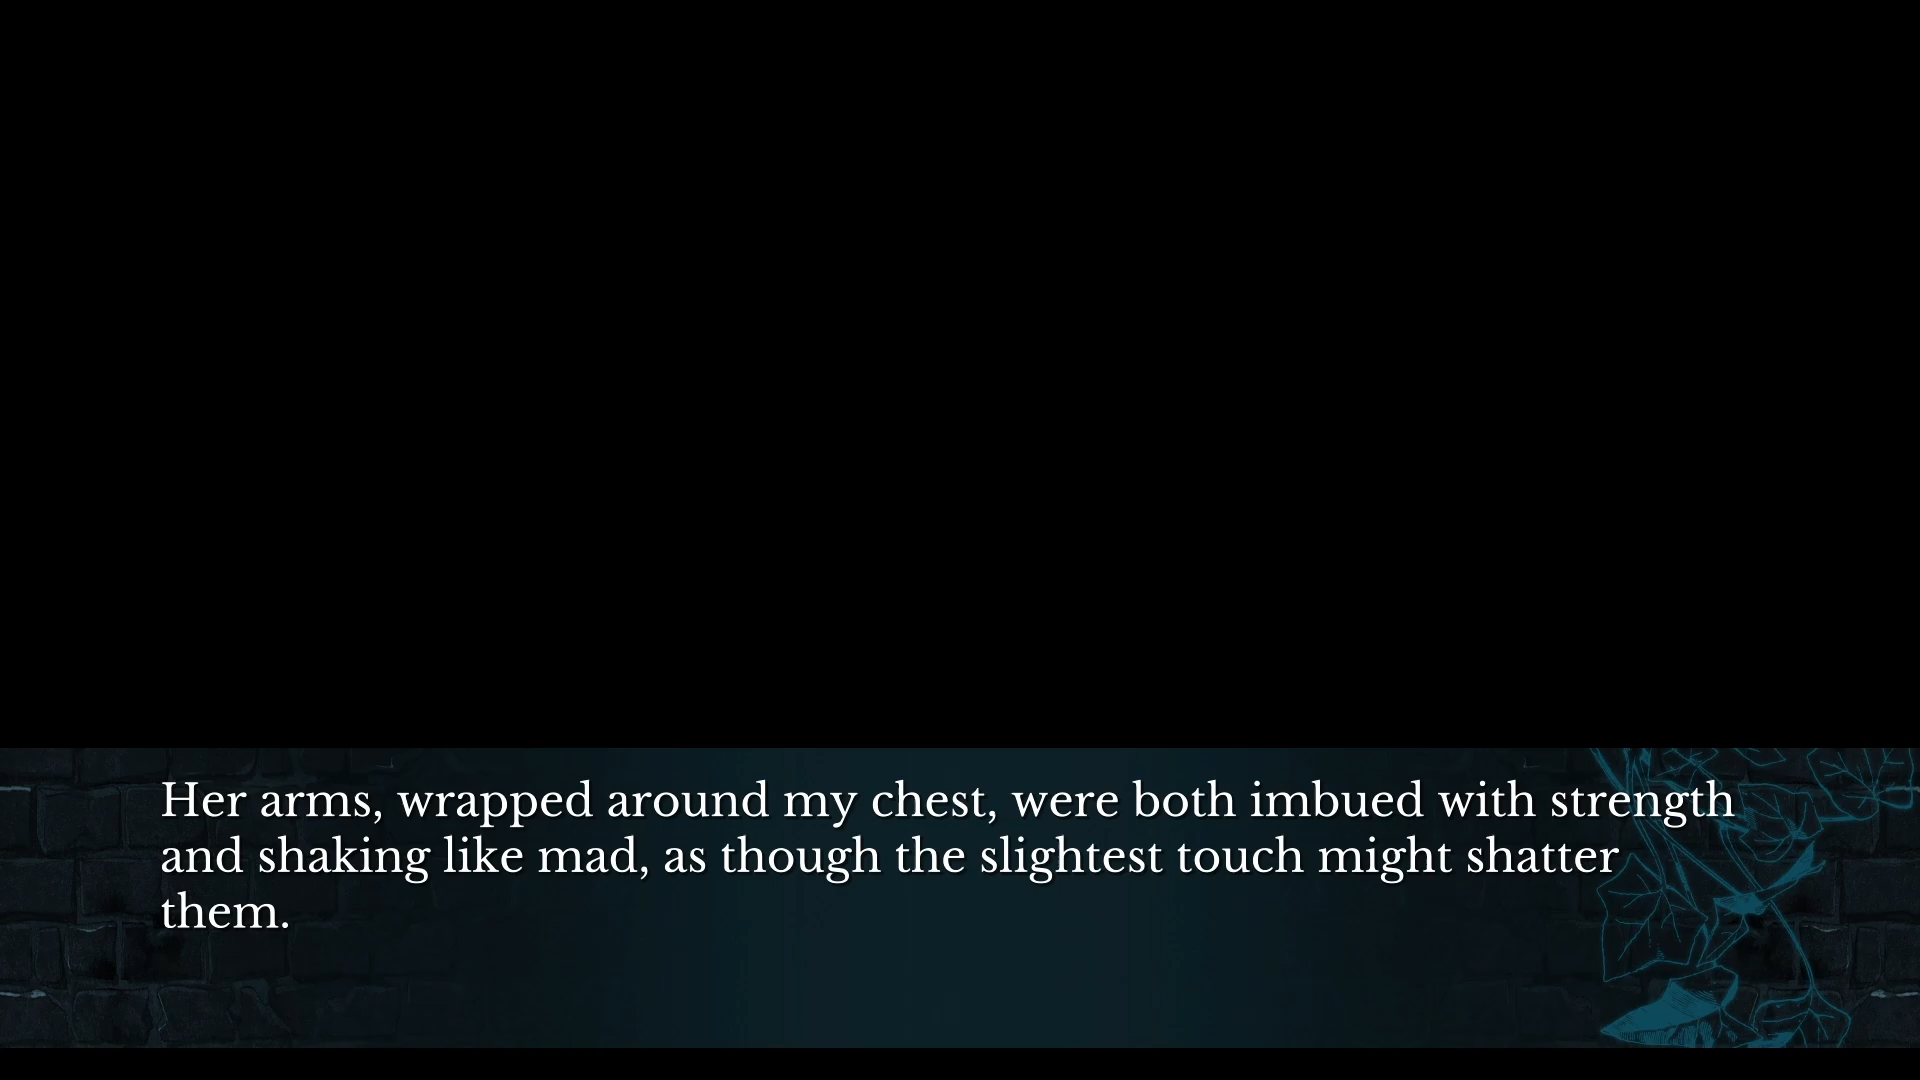 Her arms, wrapped around my chest, were both imbued with strength
and shaking like mad, as though the slightest touch might shatter
them.